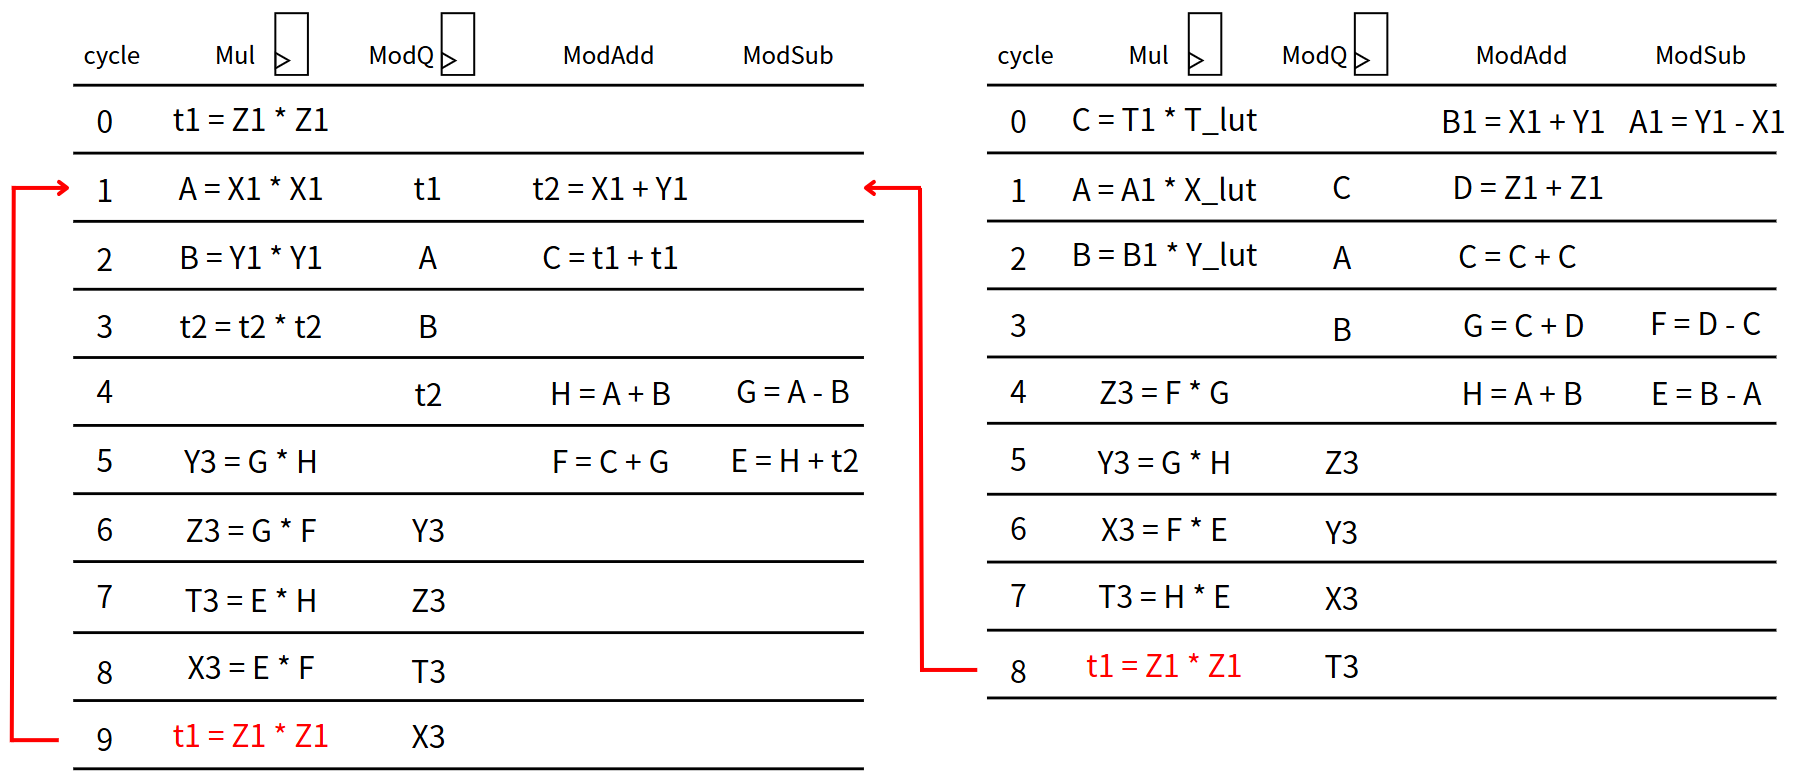 cycle Mul ModQ ModAdd ModSub
0 t1 = Z1 * Z1
1 A = X1 * X1 t1 t2 = X1 + Y1
2 B = Y1 * Y1 A C = t1 + t1
3 t2 = t2 * t2 B
4 t2 H = A + B G = A - B
5 Y3 = G * H F = C + G E = H + t2
6 Z3 = G * F Y3
7 T3 = E * H Z3
8 X3 = E * F T3
9 t1 = Z1 * Z1 X3
cycle Mul ModQ ModAdd ModSub
0 C = T1 * T_lut B1 = X1 + Y1 A1 = Y1 - X1
1 A = A1 * X_lut C D = Z1 + Z1
2 B = B1 * Y_lut A C = C + C
3 B G = C + D F = D - C
4 Z3 = F * G H = A + B E = B - A
5 Y3 = G * H Z3
6 X3 = F * E Y3
7 T3 = H * E X3
8 t1 = Z1 * Z1 T3